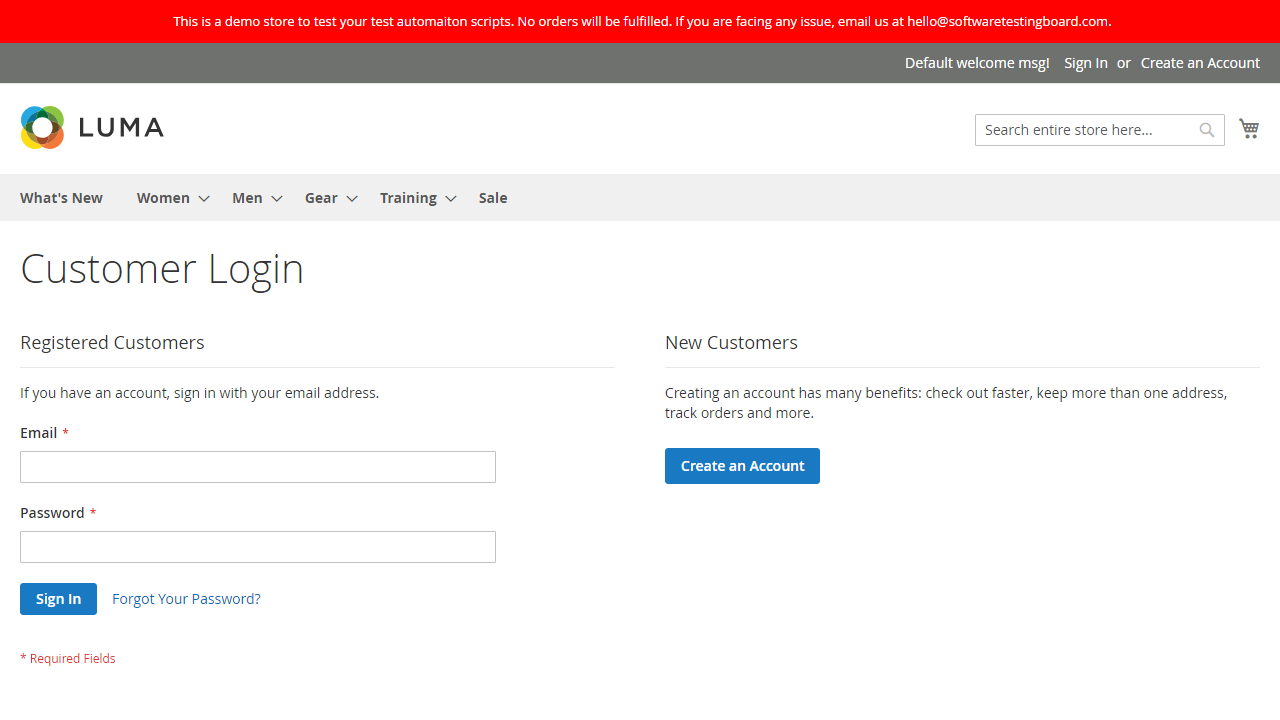 This is a demo store to test your test automaiton scripts. No orders will be fulfilled. If you are facing any issue, email us at hello@softwaretestingboard.com.
Default welcome msg! Sign In or Create an Account
LUMA
Search entire store here...
What's New Women Men Gear Training Sale
Customer Login
Registered Customers
If you have an account, sign in with your email address.
Email *
Password *
Sign In Forgot Your Password?
* Required Fields
New Customers
Creating an account has many benefits: check out faster, keep more than one address,
track orders and more.
Create an Account